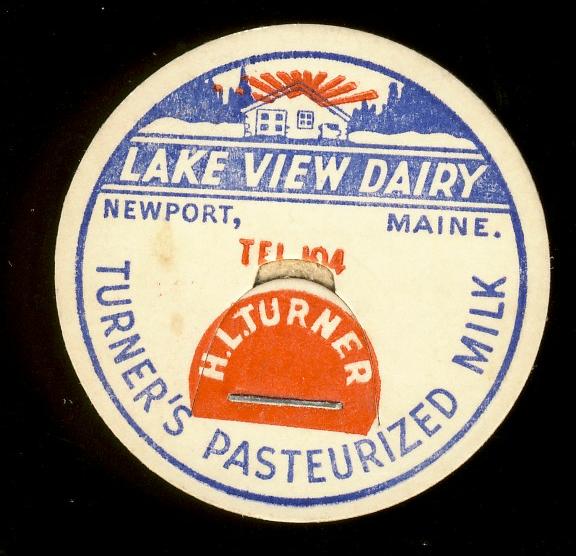 LAKE VIEW DAIRY
NEWPORT, MAINE.
TEL 104
H.L.TURNER
TURNER'S PASTEURIZED MILK